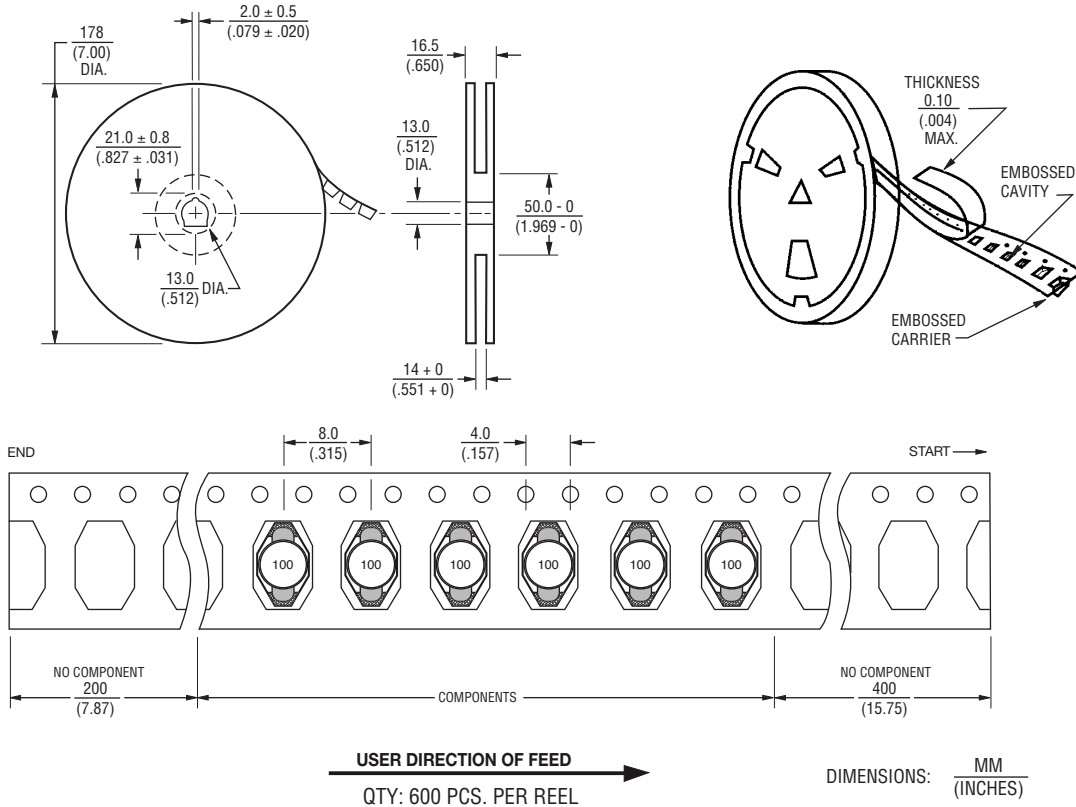 2.0 ± 0.5
(.079 ± .020)
178
(7.00)
DIA.
21.0 ± 0.8
(.827 ± .031)
13.0
(.512)
DIA.
16.5
(.650)
13.0
(.512)
DIA.
50.0 - 0
(1.969 - 0)
14 + 0
(.551 + 0)
THICKNESS
0.10
(.004)
MAX.
EMBOSSED
CAVITY
EMBOSSED
CARRIER
END
8.0
(.315)
4.0
(.157)
START
100
100
100
100
100
100
NO COMPONENT
200
(7.87)
COMPONENTS
NO COMPONENT
400
(15.75)
USER DIRECTION OF FEED
QTY: 600 PCS. PER REEL
DIMENSIONS:
MM
(INCHES)